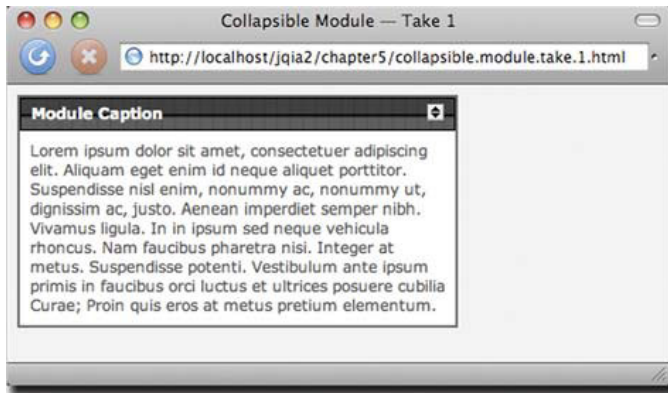 Collapsible Module — Take 1
http://localhost/jqia2/chapter5/collapsible.module.take.1.html
Module Caption
Lorem ipsum dolor sit amet, consectetuer adipiscing
elit. Aliquam eget enim id neque aliquet porttitor.
Suspendisse nisl enim, nonummy ac, nonummy ut,
dignissim ac, justo. Aenean imperdiet semper nibh.
Vivamus ligula. In in ipsum sed neque vehicula
rhoncus. Nam faucibus pharetra nisi. Integer at
metus. Suspendisse potenti. Vestibulum ante ipsum
primis in faucibus orci luctus et ultrices posuere cubilia
Curae; Proin quis eros at metus pretium elementum.